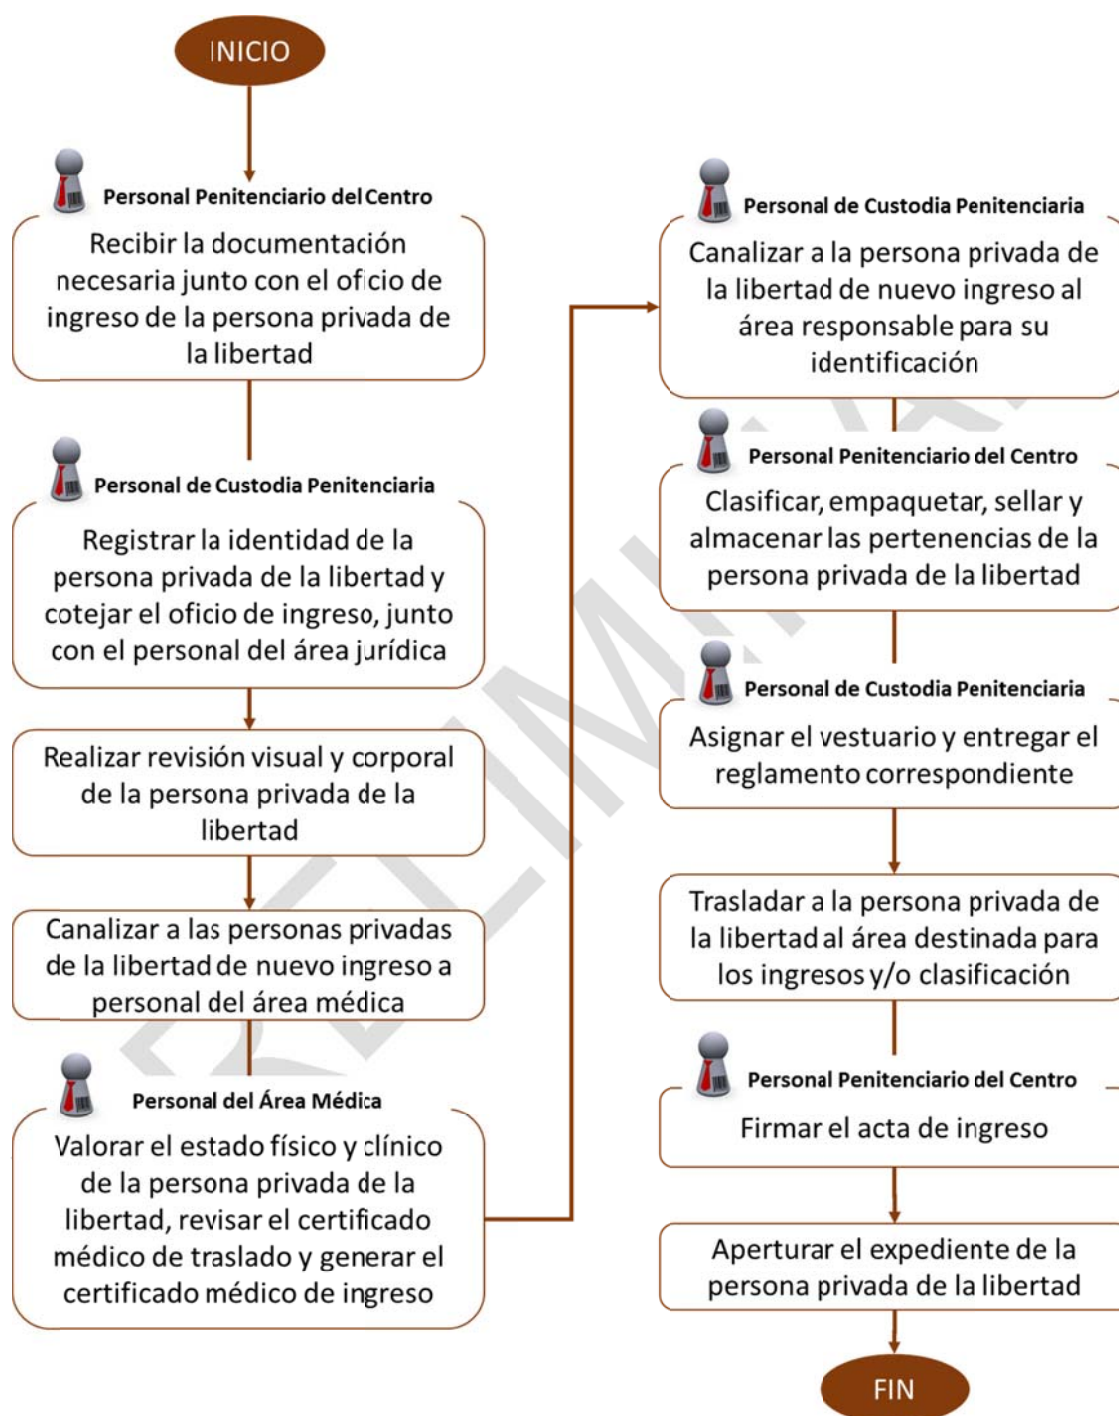 INICIO
Personal Penitenciario del Centro
Recibir la documentación
necesaria junto con el oficio de
ingreso de la persona privada de
la libertad
Personal de Custodia Penitenciaria
Registrar la identidad de la
persona privada de la libertad y
cotejar el oficio de ingreso, junto
con el personal del área jurídica
Realizar revisión visual y corporal
de la persona privada de la
libertad
Canalizar a las personas privadas
de la libertad de nuevo ingreso a
personal del área médica
Personal del Área Médica
Valorar el estado físico y clínico
de la persona privada de la
libertad, revisar el certificado
médico de traslado y generar el
certificado médico de ingreso
Personal de Custodia Penitenciaria
Canalizar a la persona privada de
la libertad de nuevo ingreso al
área responsable para su
identificación
Personal Penitenciario del Centro
Clasificar, empaquetar, sellar y
almacenar las pertenencias de la
persona privada de la libertad
Personal de Custodia Penitenciaria
Asignar el vestuario y entregar el
reglamento correspondiente
Trasladar a la persona privada de
la libertad al área destinada para
los ingresos y/o clasificación
Personal Penitenciario del Centro
Firmar el acta de ingreso
Aperturar el expediente de la
persona privada de la libertad
FIN